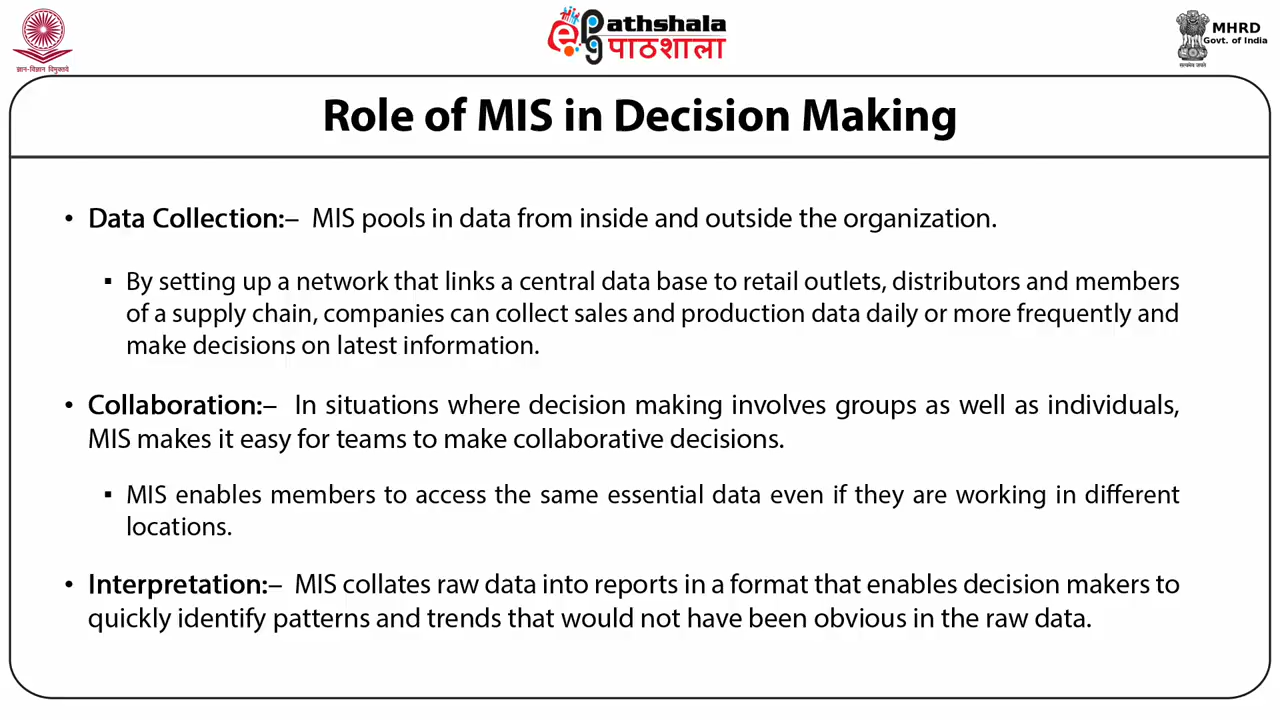 ज्ञान-विज्ञान विमुक्तये
ePathshala
पाठशाला
MHRD
Govt. of India
सत्यमेव जयते
Role of MIS in Decision Making
• Data Collection:– MIS pools in data from inside and outside the organization.
▪ By setting up a network that links a central data base to retail outlets, distributors and members
of a supply chain, companies can collect sales and production data daily or more frequently and
make decisions on latest information.
• Collaboration:– In situations where decision making involves groups as well as individuals,
MIS makes it easy for teams to make collaborative decisions.
▪ MIS enables members to access the same essential data even if they are working in different
locations.
• Interpretation:– MIS collates raw data into reports in a format that enables decision makers to
quickly identify patterns and trends that would not have been obvious in the raw data.